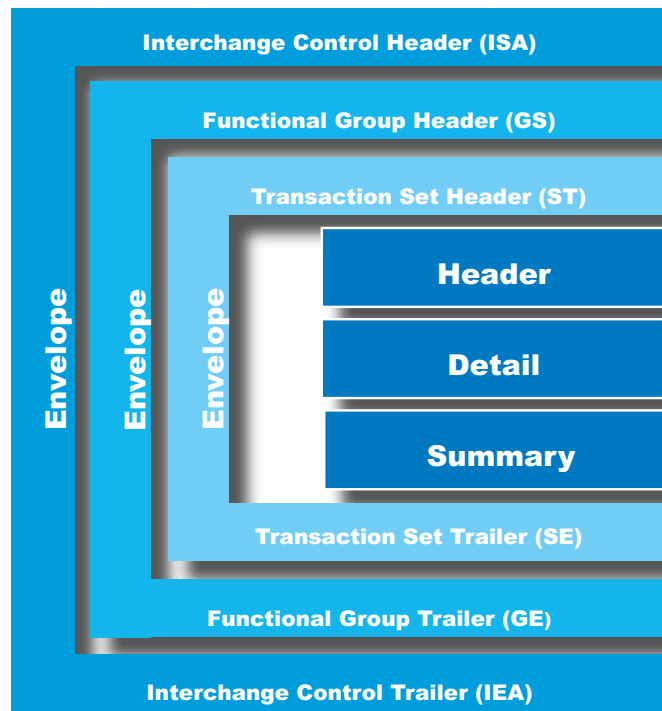 Interchange Control Header (ISA)
Functional Group Header (GS)
Transaction Set Header (ST)
Envelope
Envelope
Envelope
Header
Detail
Summary
Transaction Set Trailer (SE)
Functional Group Trailer (GE)
Interchange Control Trailer (IEA)